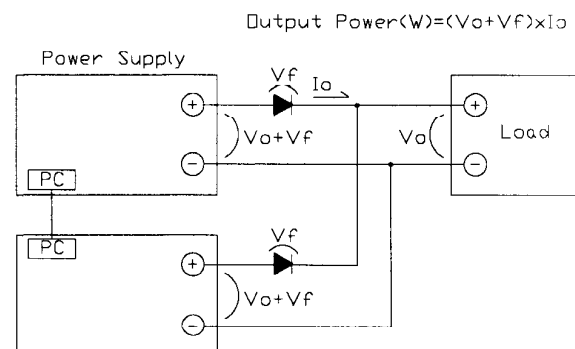 Output Power(W)=(Vo+Vf)xIo
Power Supply
Vf
Io
+
Vo+Vf
-
PC
Vo
+
-
Load
PC
Vf
+
Vo+Vf
-